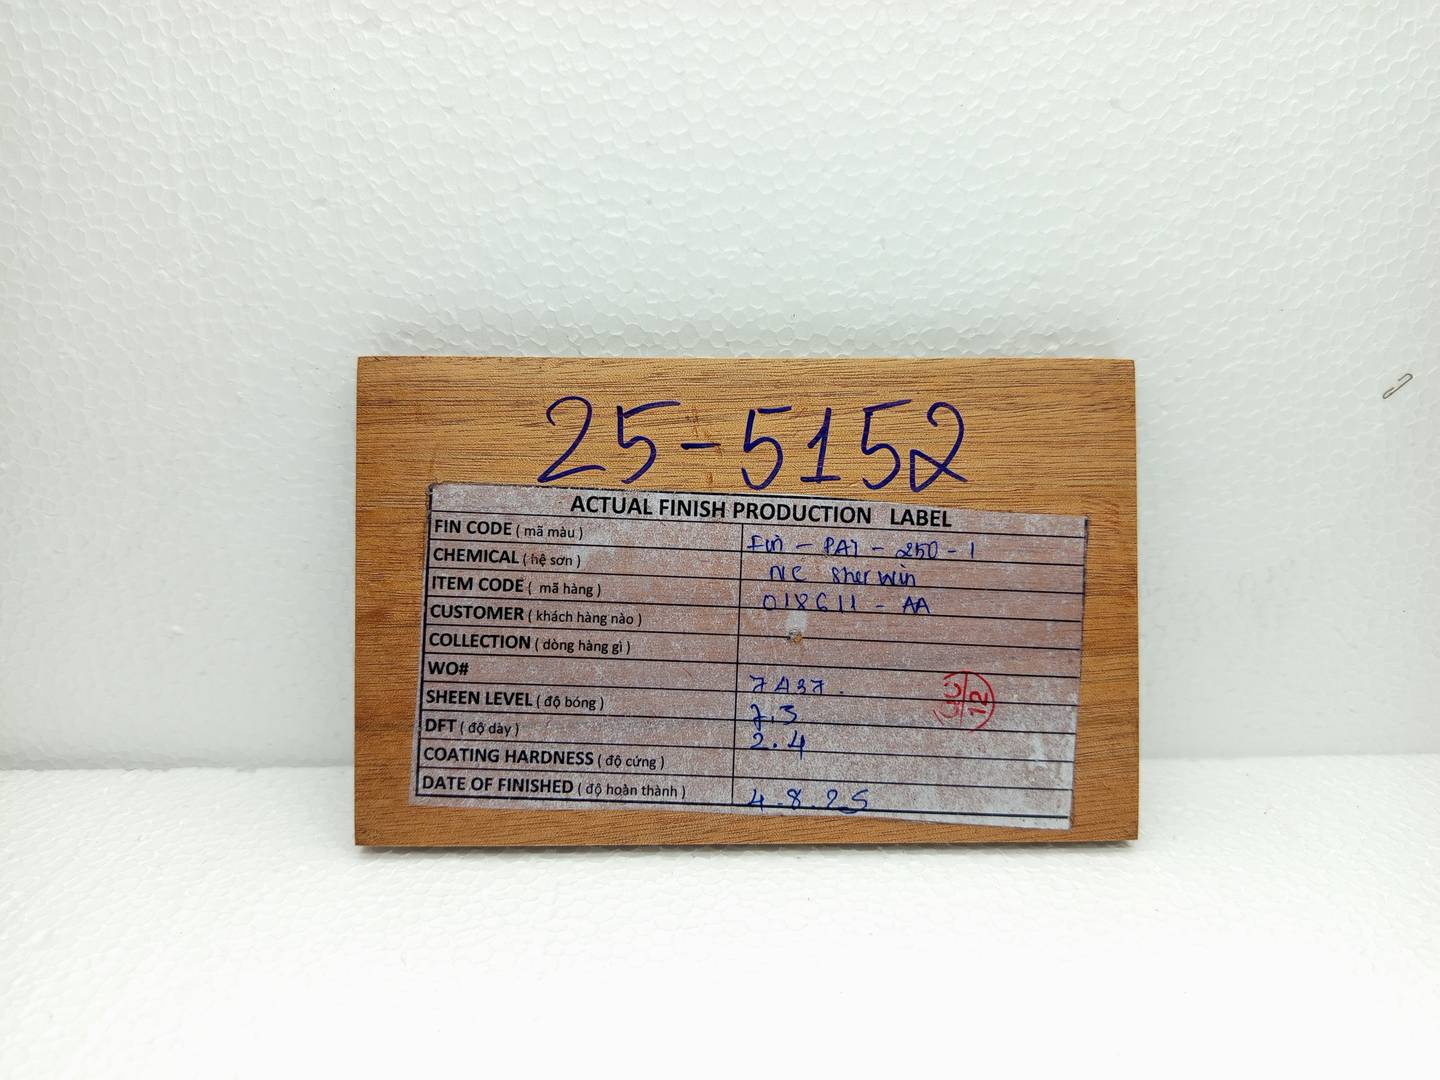 25-5152
ACTUAL FINISH PRODUCTION LABEL
FIN CODE ( mã màu ) Fin - PAT - 250 - 1
CHEMICAL ( hệ sơn ) NC Sherwin
ITEM CODE ( mã hàng ) 018611 - AA
CUSTOMER ( khách hàng nào )
COLLECTION ( dòng hàng gì )
WO# 7A37.
SHEEN LEVEL ( độ bóng ) 7.3
DFT ( độ dày ) 2.4
COATING HARDNESS ( độ cứng )
DATE OF FINISHED ( độ hoàn thành ) 4.8.25
12